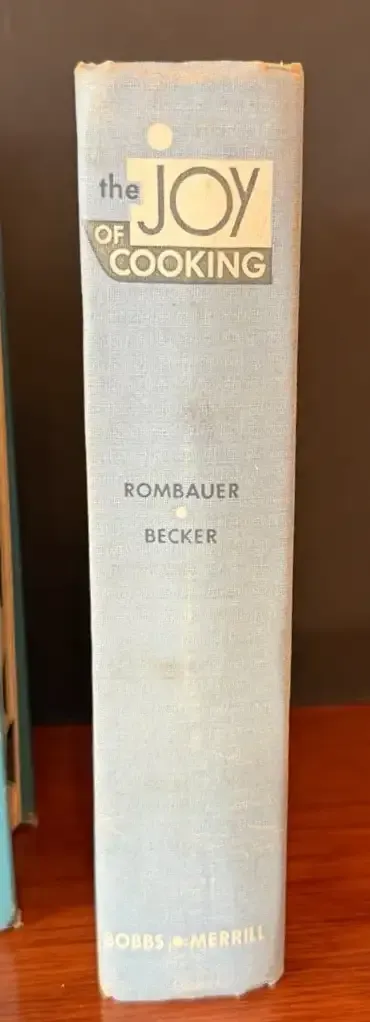 the JOY
OF
COOKING
ROMBAUER
BECKER
BOBBS • MERRILL